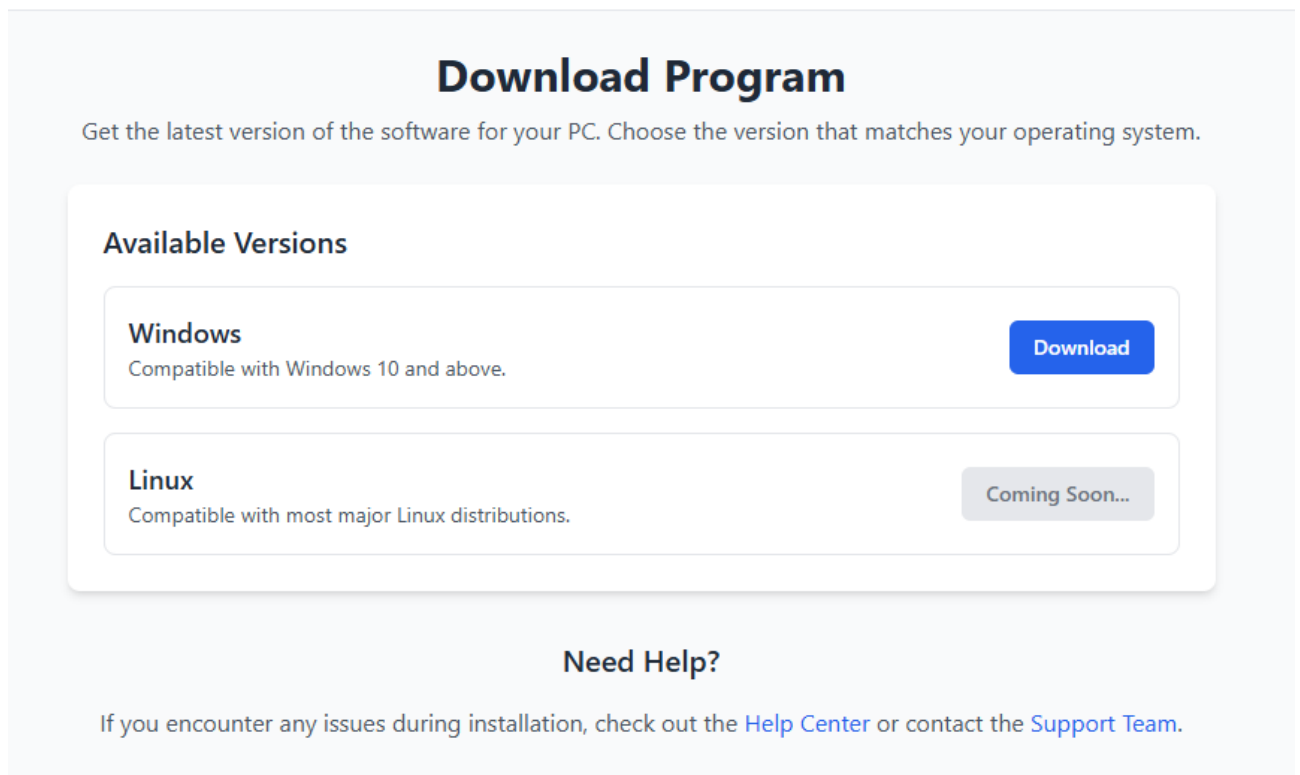 Download Program
Get the latest version of the software for your PC. Choose the version that matches your operating system.
Available Versions
Windows
Compatible with Windows 10 and above.
Download
Linux
Compatible with most major Linux distributions.
Coming Soon...
Need Help?
If you encounter any issues during installation, check out the Help Center or contact the Support Team.